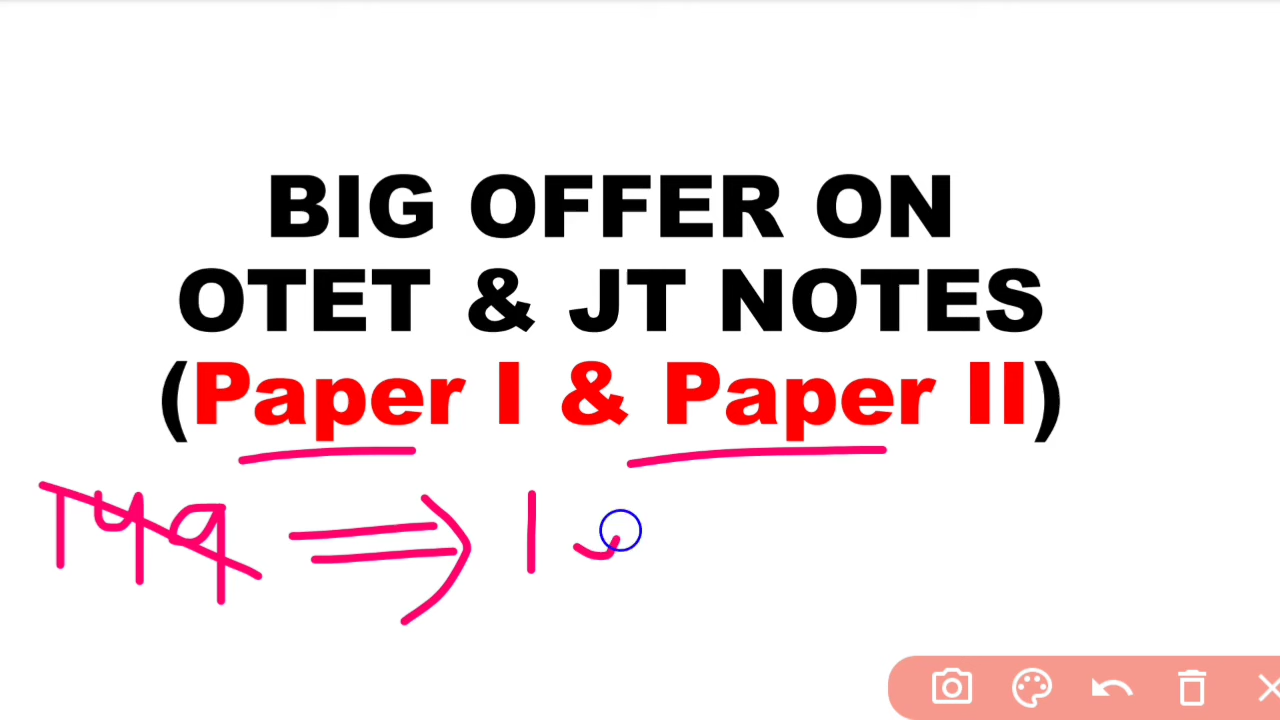 BIG OFFER ON
OTET & JT NOTES
(Paper I & Paper II)
149 ⇒ 1